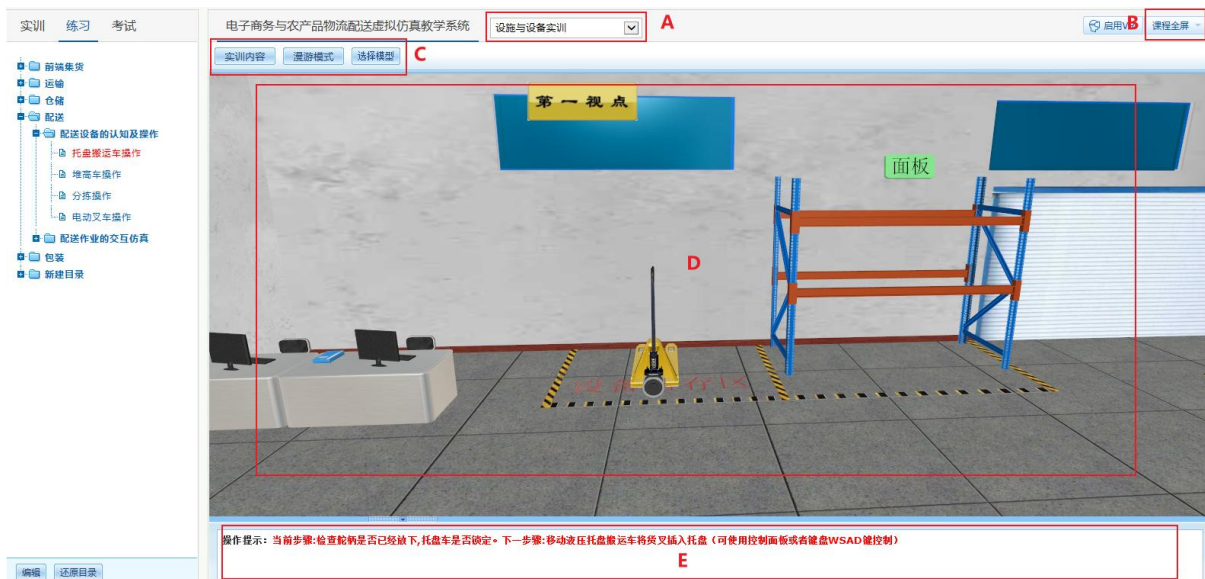 实训 练习 考试
电子商务与农产品物流配送虚拟仿真教学系统
设施与设备实训
A
启用V
B
课程全屏
实训内容 漫游模式 选择模型
C
前端集货
运输
仓储
配送
配送设备的认知及操作
托盘搬运车操作
堆高车操作
分拣操作
电动叉车操作
配送作业的交互仿真
包装
新建目录
第一视点
面板
D
操作提示：当前步骤:检查舵柄是否已经放下,托盘车是否锁定。下一步骤:移动液压托盘搬运车将货叉插入托盘（可使用控制面板或者键盘WSAD键控制）
E
编辑 还原目录